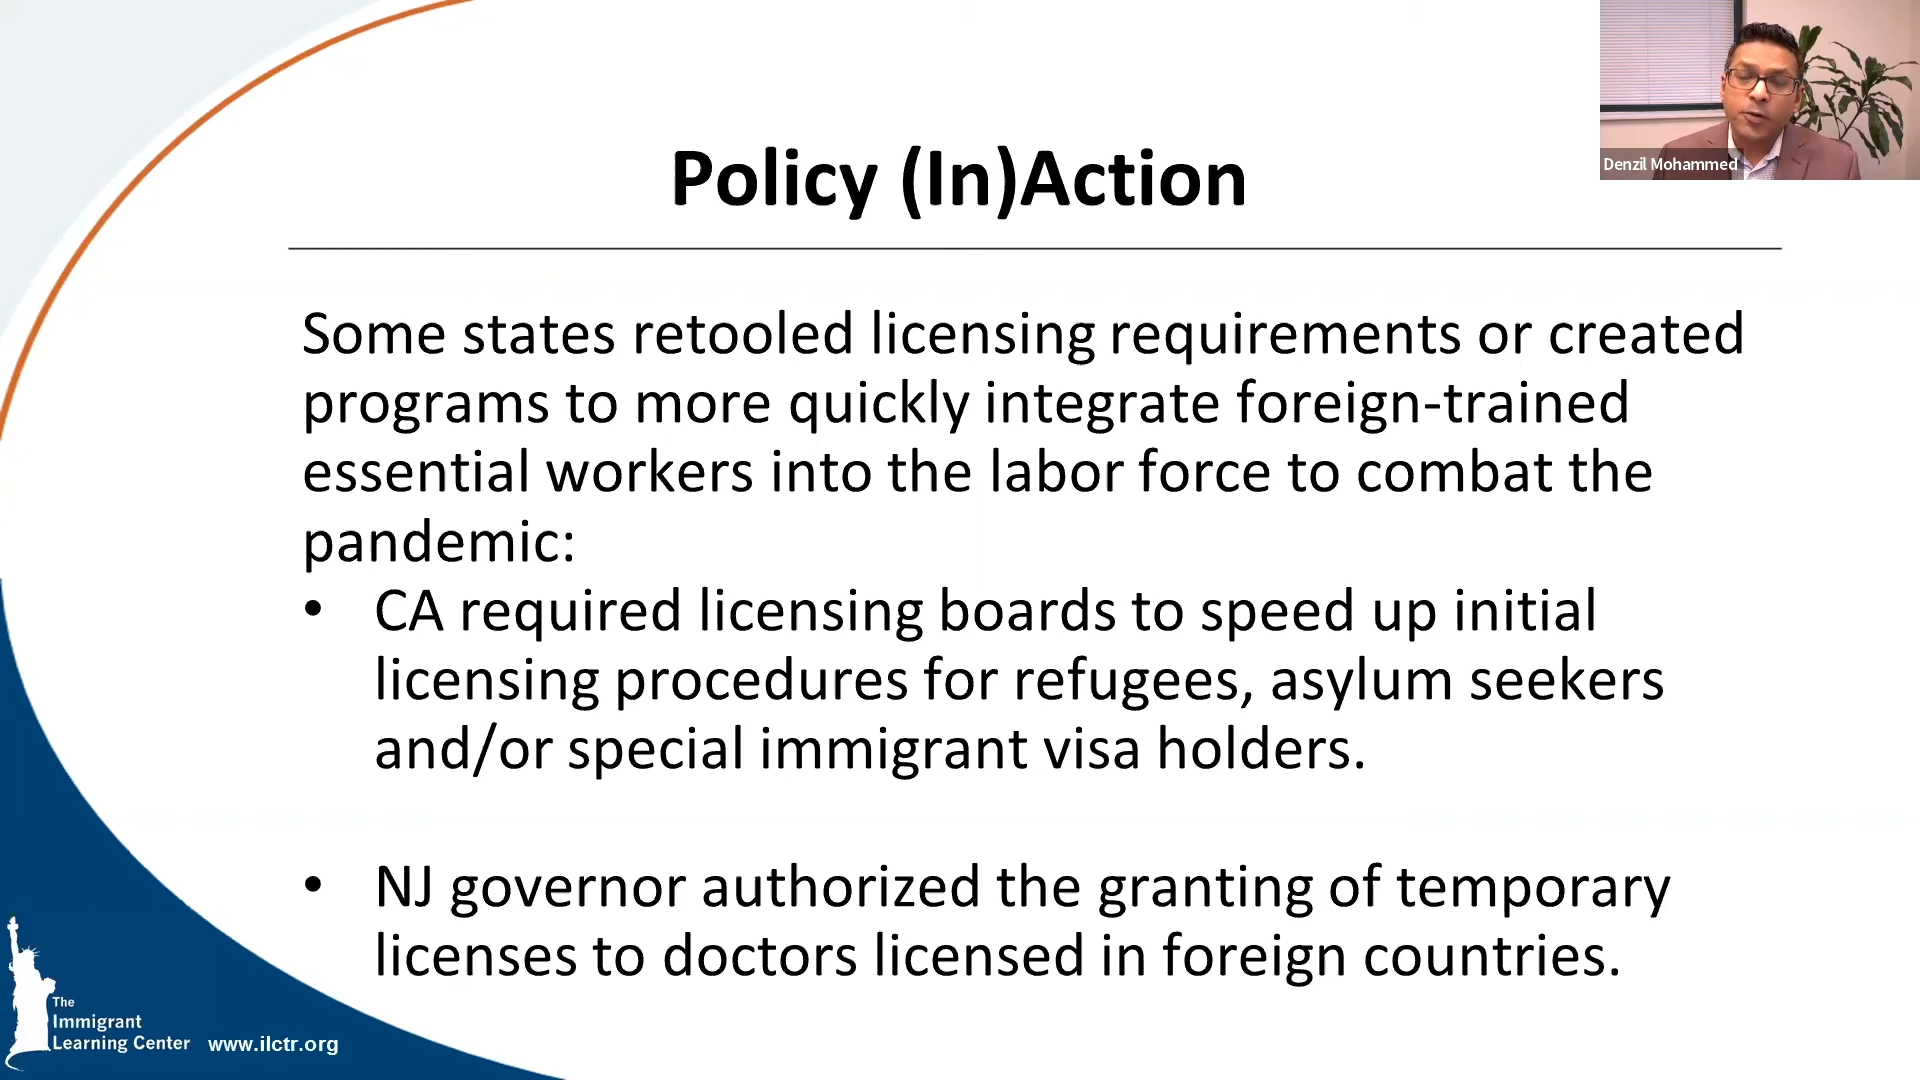 Policy (In)Action
Denzil Mohammed
Some states retooled licensing requirements or created
programs to more quickly integrate foreign-trained
essential workers into the labor force to combat the
pandemic:
• CA required licensing boards to speed up initial
licensing procedures for refugees, asylum seekers
and/or special immigrant visa holders.
• NJ governor authorized the granting of temporary
licenses to doctors licensed in foreign countries.
The
Immigrant
Learning Center
www.ilctr.org